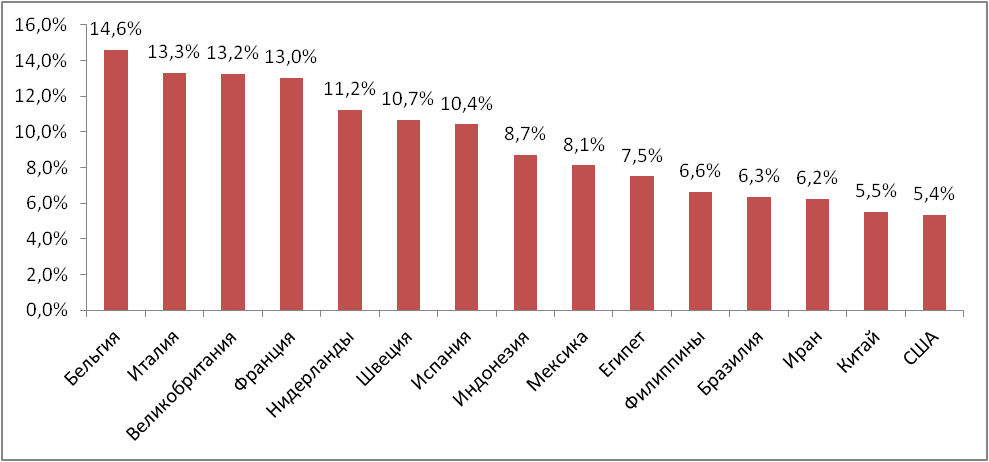 16,0%
14,0%
12,0%
10,0%
8,0%
6,0%
4,0%
2,0%
0,0%
14,6%
13,3%
13,2%
13,0%
11,2%
10,7%
10,4%
8,7%
8,1%
7,5%
6,6%
6,3%
6,2%
5,5%
5,4%
Бельгия
Италия
Великобритания
Франция
Нидерланды
Швеция
Испания
Индонезия
Мексика
Египет
Филиппины
Бразилия
Иран
Китай
США